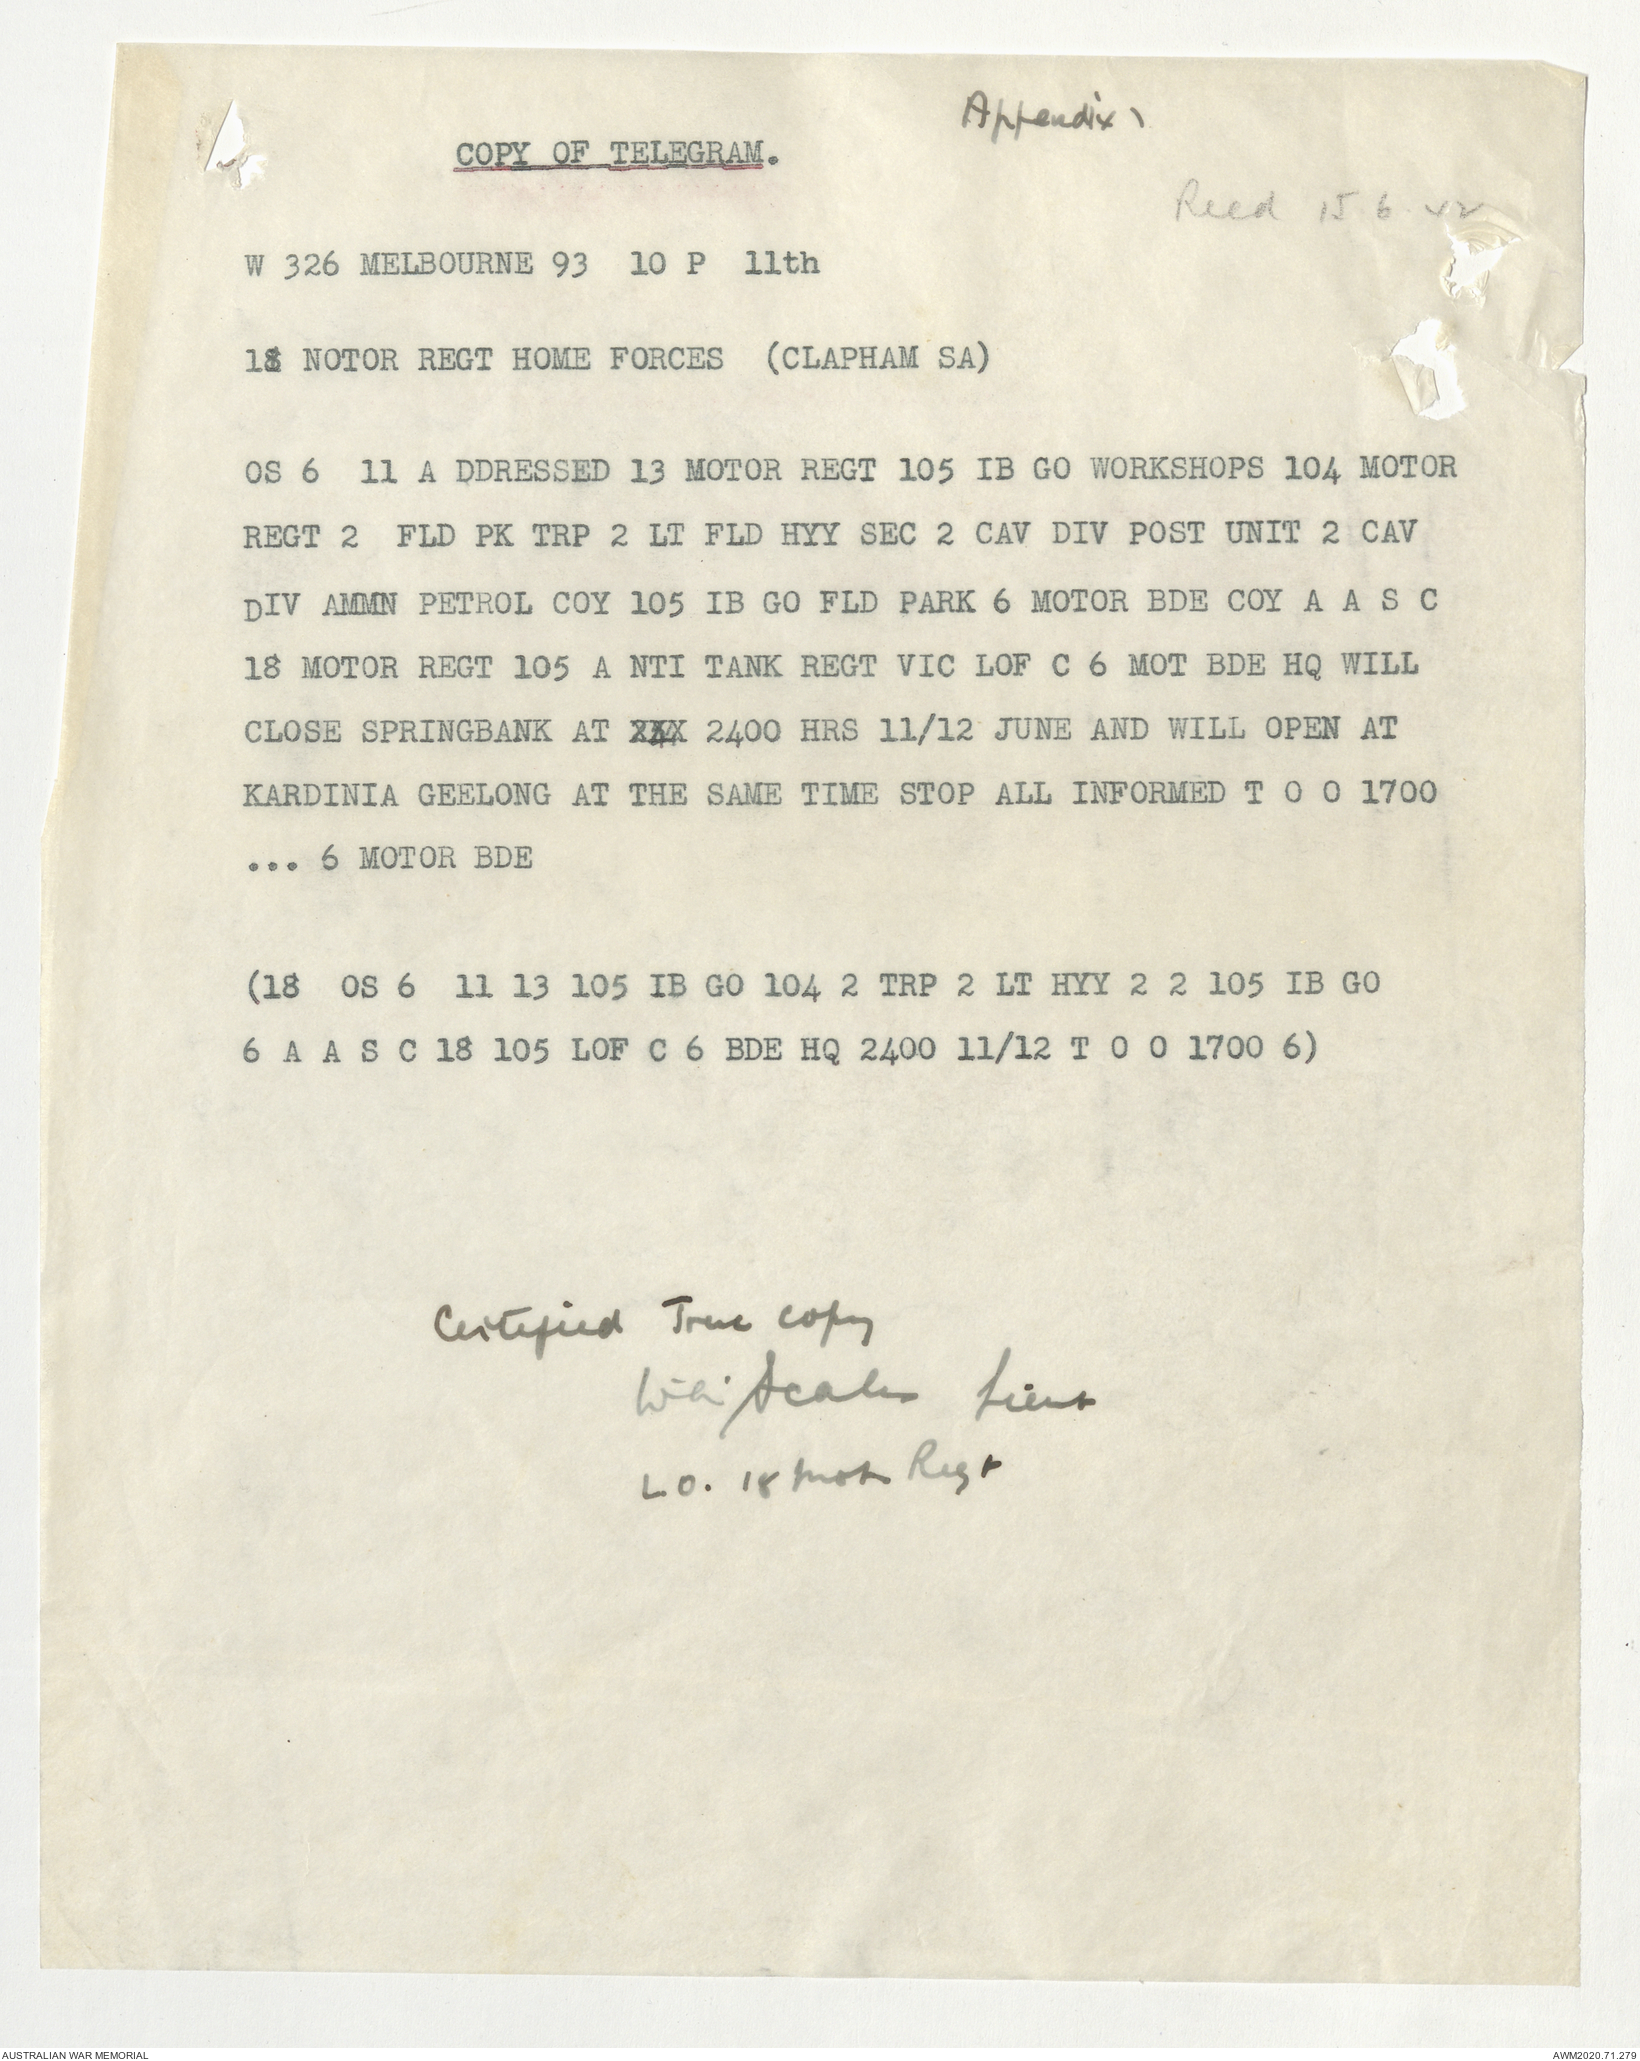 Appendix 1
COPY OF TELEGRAM.
Recd 15.6.42
W 326 MELBOURNE 93 10 P 11th
18 NOTOR REGT HOME FORCES (CLAPHAM SA)
OS 6 11 A DDRESSED 13 MOTOR REGT 105 IB GO WORKSHOPS 104 MOTOR
REGT 2 FLD PK TRP 2 LT FLD HYY SEC 2 CAV DIV POST UNIT 2 CAV
DIV AMMN PETROL COY 105 IB GO FLD PARK 6 MOTOR BDE COY A A S C
18 MOTOR REGT 105 A NTI TANK REGT VIC LOF C 6 MOT BDE HQ WILL
CLOSE SPRINGBANK AT XXX 2400 HRS 11/12 JUNE AND WILL OPEN AT
KARDINIA GEELONG AT THE SAME TIME STOP ALL INFORMED T O O 1700
... 6 MOTOR BDE
(18 OS 6 11 13 105 IB GO 104 2 TRP 2 LT HYY 2 2 105 IB GO
6 A A S C 18 105 LOF C 6 BDE HQ 2400 11/12 T O O 1700 6)
Certified True copy
Scales Lieut
L.O. 18 Mot Regt
AUSTRALIAN WAR MEMORIAL
AWM2020.71.279